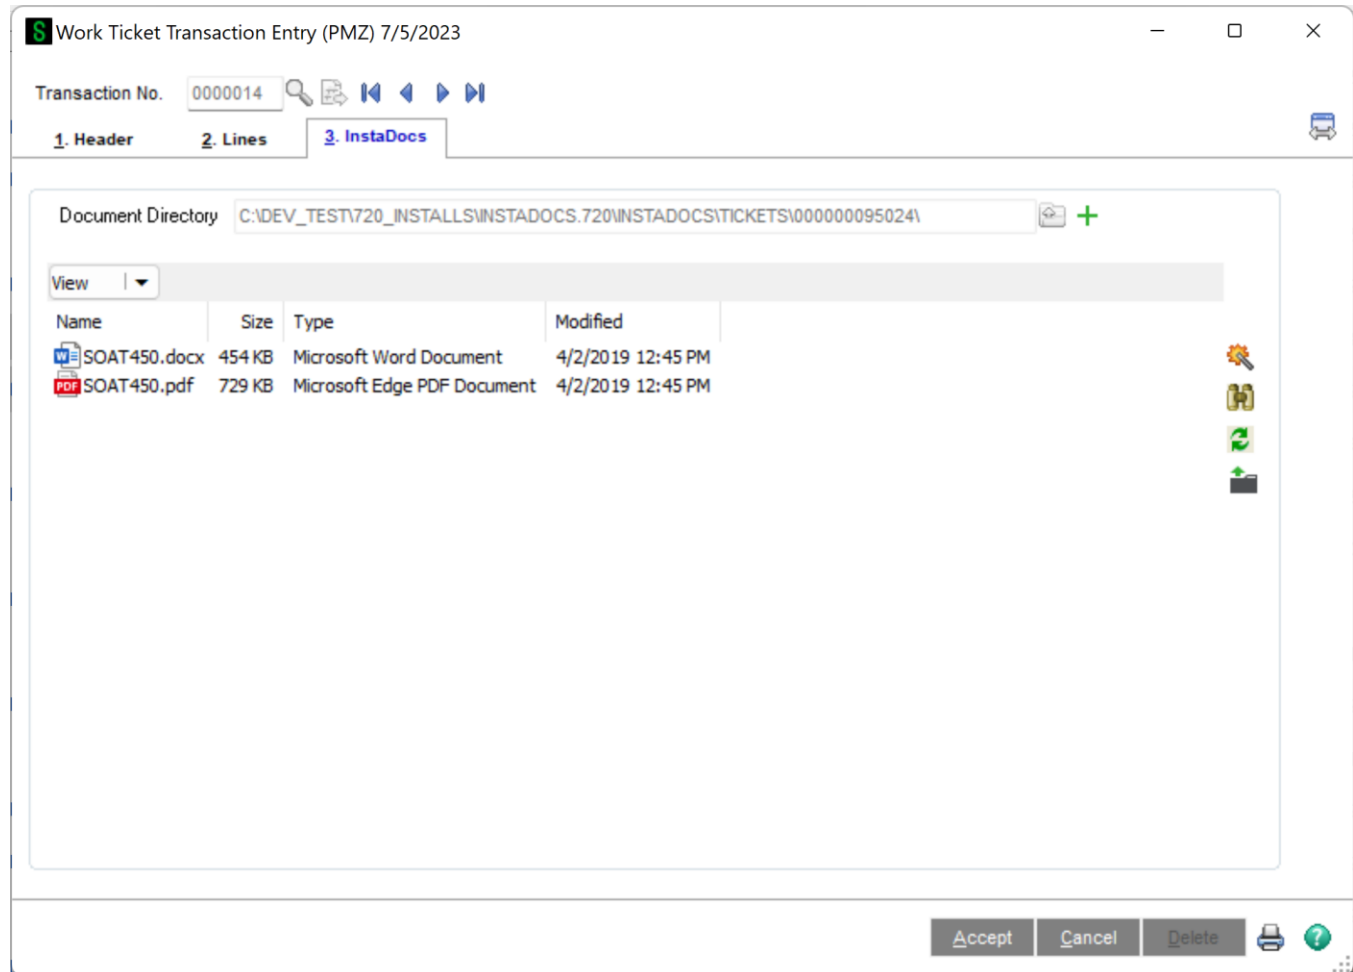 S Work Ticket Transaction Entry (PMZ) 7/5/2023
Transaction No. 0000014
1. Header 2. Lines 3. InstaDocs
Document Directory C:\DEV_TEST\720_INSTALLS\INSTADOCS.720\INSTADOCS\TICKETS\000000095024\
View
Name Size Type Modified
W SOAT450.docx 454 KB Microsoft Word Document 4/2/2019 12:45 PM
PDF SOAT450.pdf 729 KB Microsoft Edge PDF Document 4/2/2019 12:45 PM
Accept Cancel Delete ?